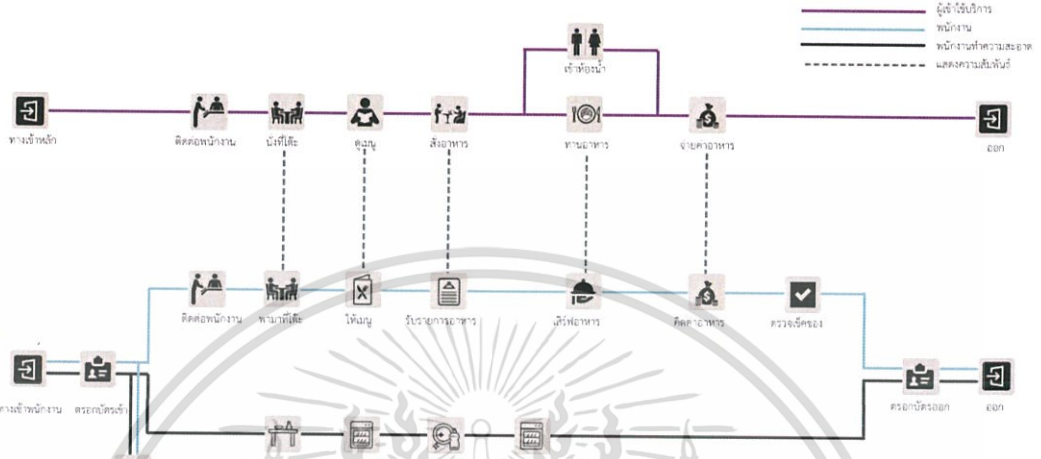 ผู้เข้าใช้บริการ
พนักงาน
พนักงานทำความสะอาด
แสดงความสัมพันธ์
เข้าห้องน้ำ
ทางเข้าหลัก ติดต่อพนักงาน นั่งที่โต๊ะ ดูเมนู สั่งอาหาร ทานอาหาร จ่ายค่าอาหาร ออก
ติดต่อพนักงาน พามาที่โต๊ะ ให้เมนู รับรายการอาหาร เสิร์ฟอาหาร คิดค่าอาหาร ตรวจเช็คของ
ทางเข้าพนักงาน ตรอกบัตรเข้า ตรอกบัตรออก ออก